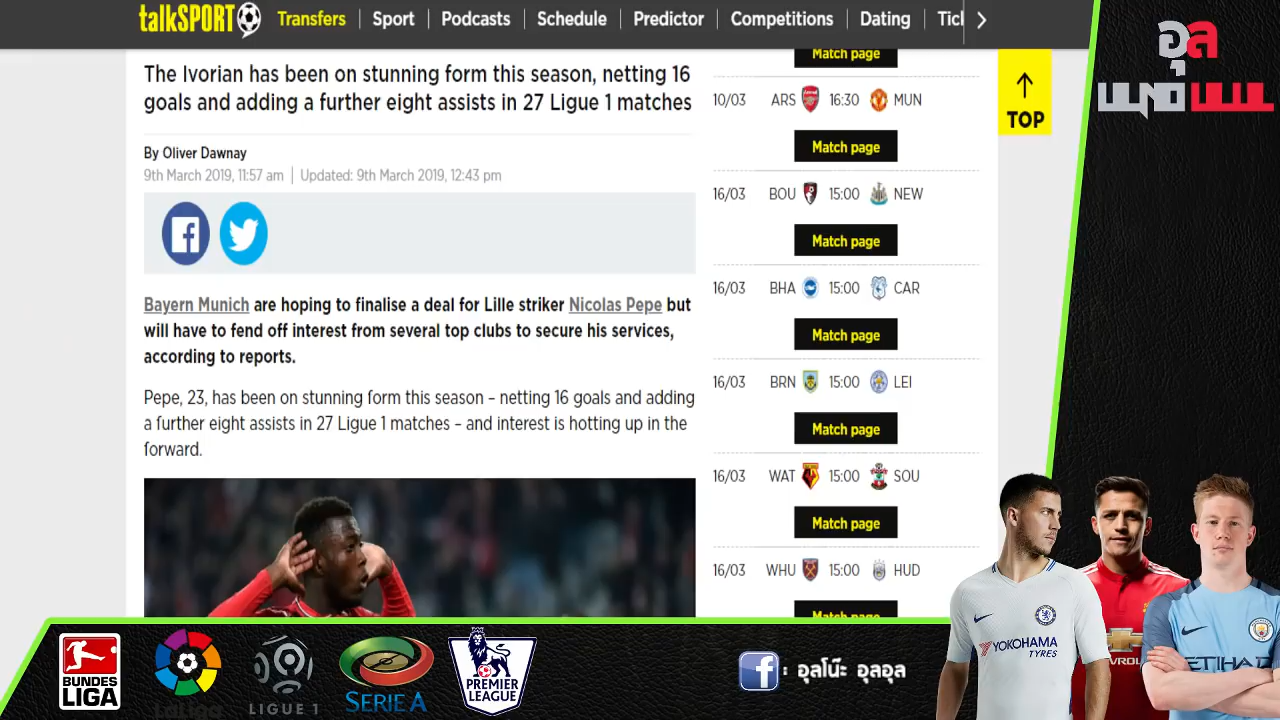 talkSPORT
Transfers
Sport
Podcasts
Schedule
Predictor
Competitions
Dating
The Ivorian has been on stunning form this season, netting 16
goals and adding a further eight assists in 27 Ligue 1 matches
By Oliver Dawnay
9th March 2019, 11:57 am | Updated: 9th March 2019, 12:43 pm
Bayern Munich are hoping to finalise a deal for Lille striker Nicolas Pepe but
will have to fend off interest from several top clubs to secure his services,
according to reports.
Pepe, 23, has been on stunning form this season – netting 16 goals and adding
a further eight assists in 27 Ligue 1 matches – and interest is hotting up in the
forward.
Match page
10/03 ARS 16:30 MUN
Match page
16/03 BOU 15:00 NEW
Match page
16/03 BHA 15:00 CAR
Match page
16/03 BRN 15:00 LEI
Match page
16/03 WAT 15:00 SOU
Match page
16/03 WHU 15:00 HUD
Match page
TOP
BUNDES
LIGA
LaLiga
LIGUE 1
SERIE A
PREMIER
LEAGUE
: อุลโน๊ะ อุลอุล
YOKOHAMA
TYRES
ETIHAD